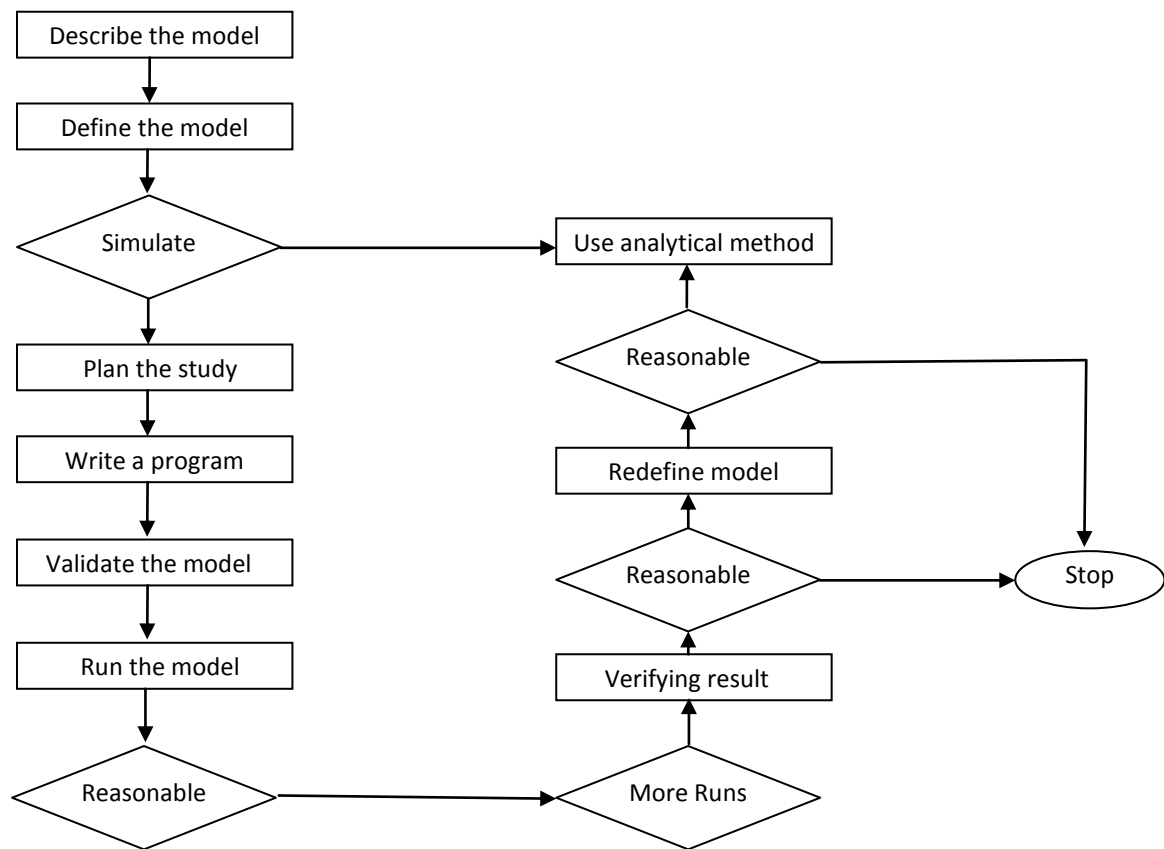 Describe the model
Define the model
Simulate
Use analytical method
Plan the study
Reasonable
Write a program
Redefine model
Validate the model
Reasonable
Stop
Run the model
Verifying result
Reasonable
More Runs